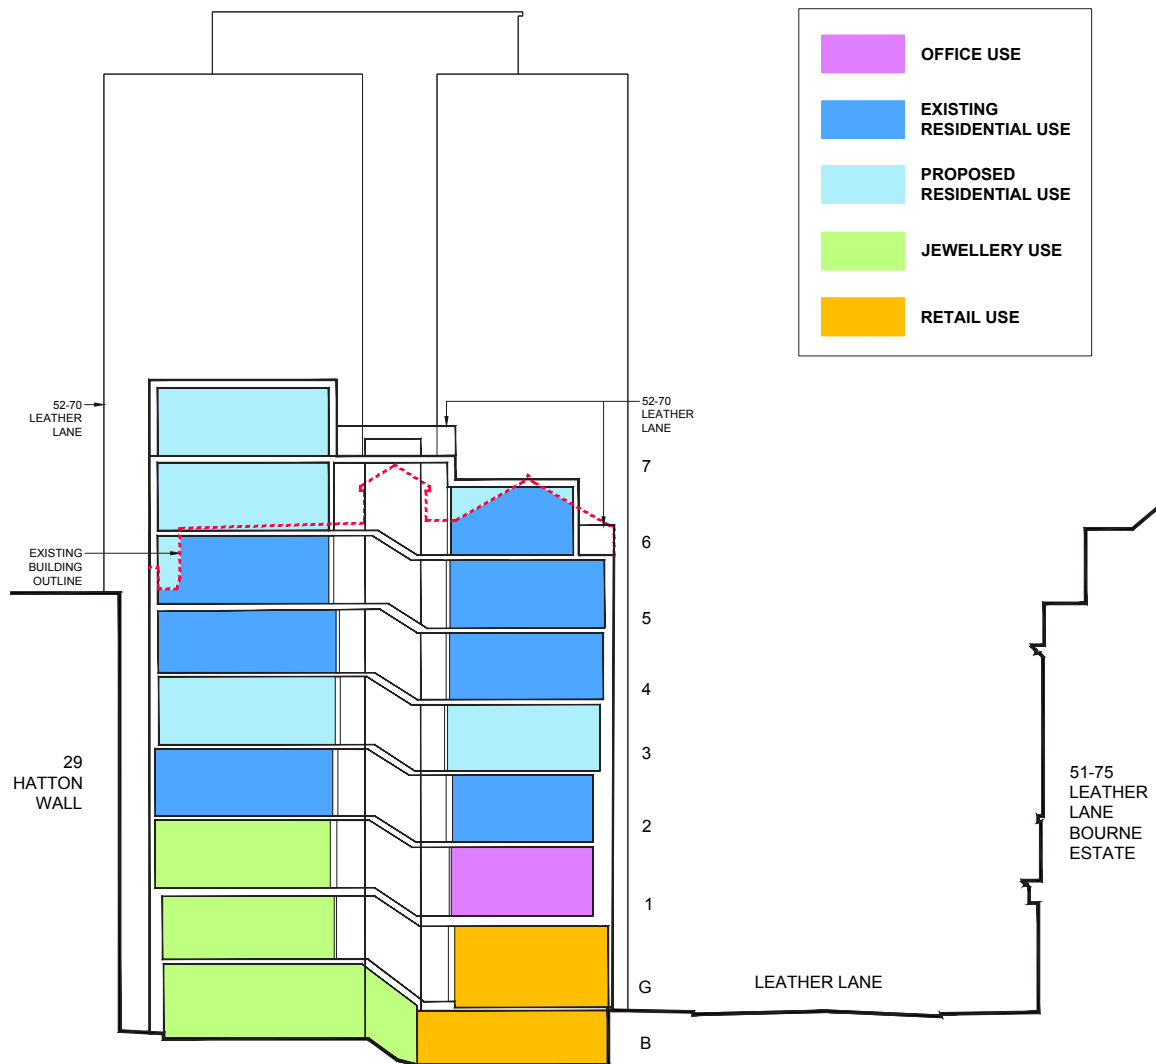 OFFICE USE
EXISTING
RESIDENTIAL USE
PROPOSED
RESIDENTIAL USE
JEWELLERY USE
RETAIL USE
52-70
LEATHER
LANE
52-70
LEATHER
LANE
7
6
EXISTING
BUILDING
OUTLINE
5
4
3
29
HATTON
WALL
51-75
LEATHER
LANE
BOURNE
ESTATE
2
1
G
LEATHER LANE
B